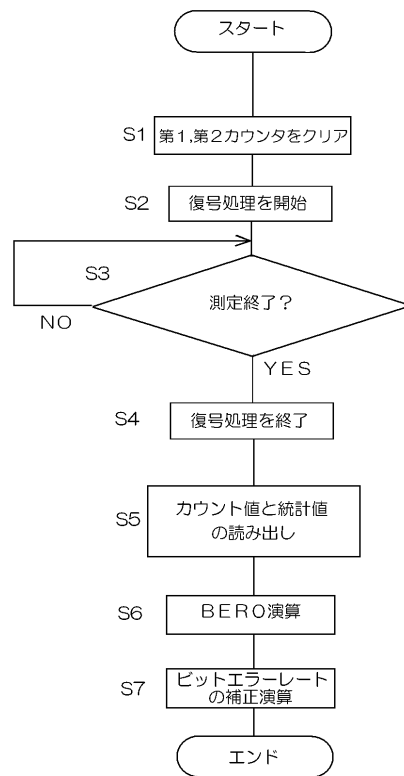 スタート
S1
第1,第2カウンタをクリア
S2
復号処理を開始
S3
測定終了?
NO
YES
S4
復号処理を終了
S5
カウント値と統計値
の読み出し
S6
BER0演算
S7
ビットエラーレート
の補正演算
エンド